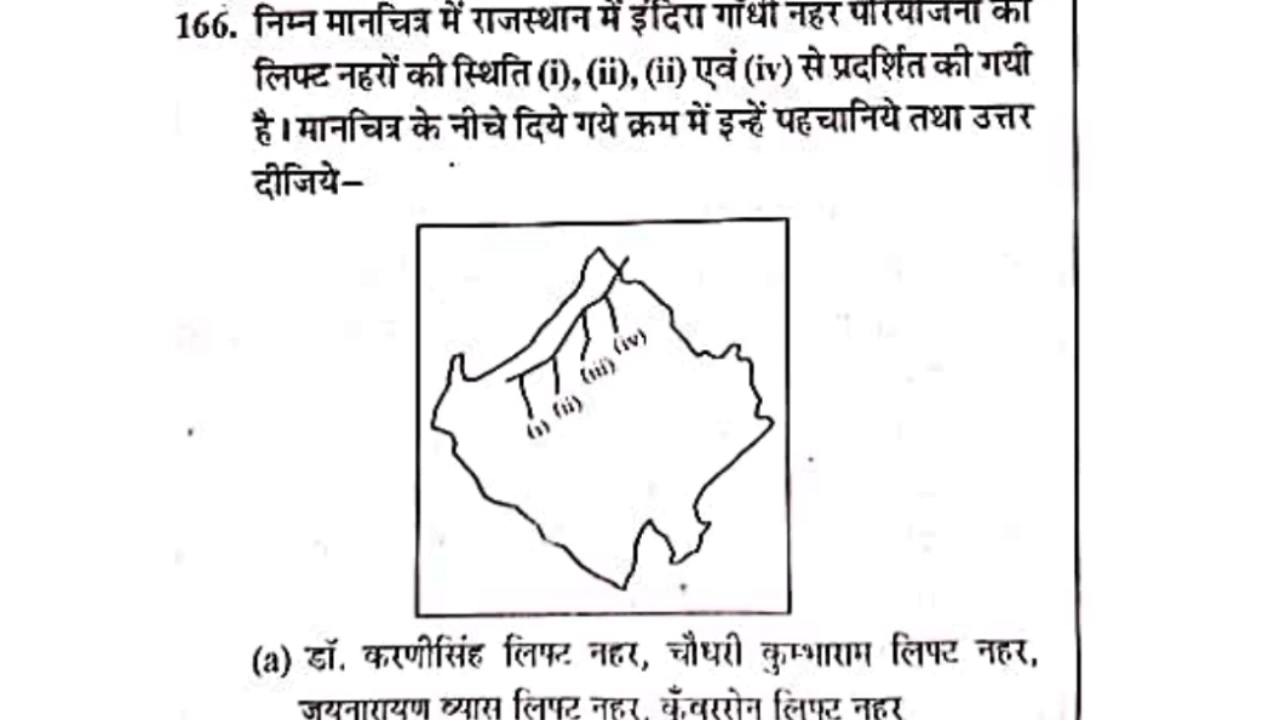 166. निम्न मानचित्र में राजस्थान में इंदिरा गाँधी नहर परियोजना की
लिफ्ट नहरों की स्थिति (i), (ii), (ii) एवं (iv) से प्रदर्शित की गयी
है। मानचित्र के नीचे दिये गये क्रम में इन्हें पहचानिये तथा उत्तर
दीजिये–
(iv)
(iii)
(ii)
(i)
(a) डॉ. करणीसिंह लिफ्ट नहर, चौधरी कुम्भाराम लिफ्ट नहर,
जयनारायण व्यास लिफ्ट नहर, कँवरसेन लिफ्ट नहर